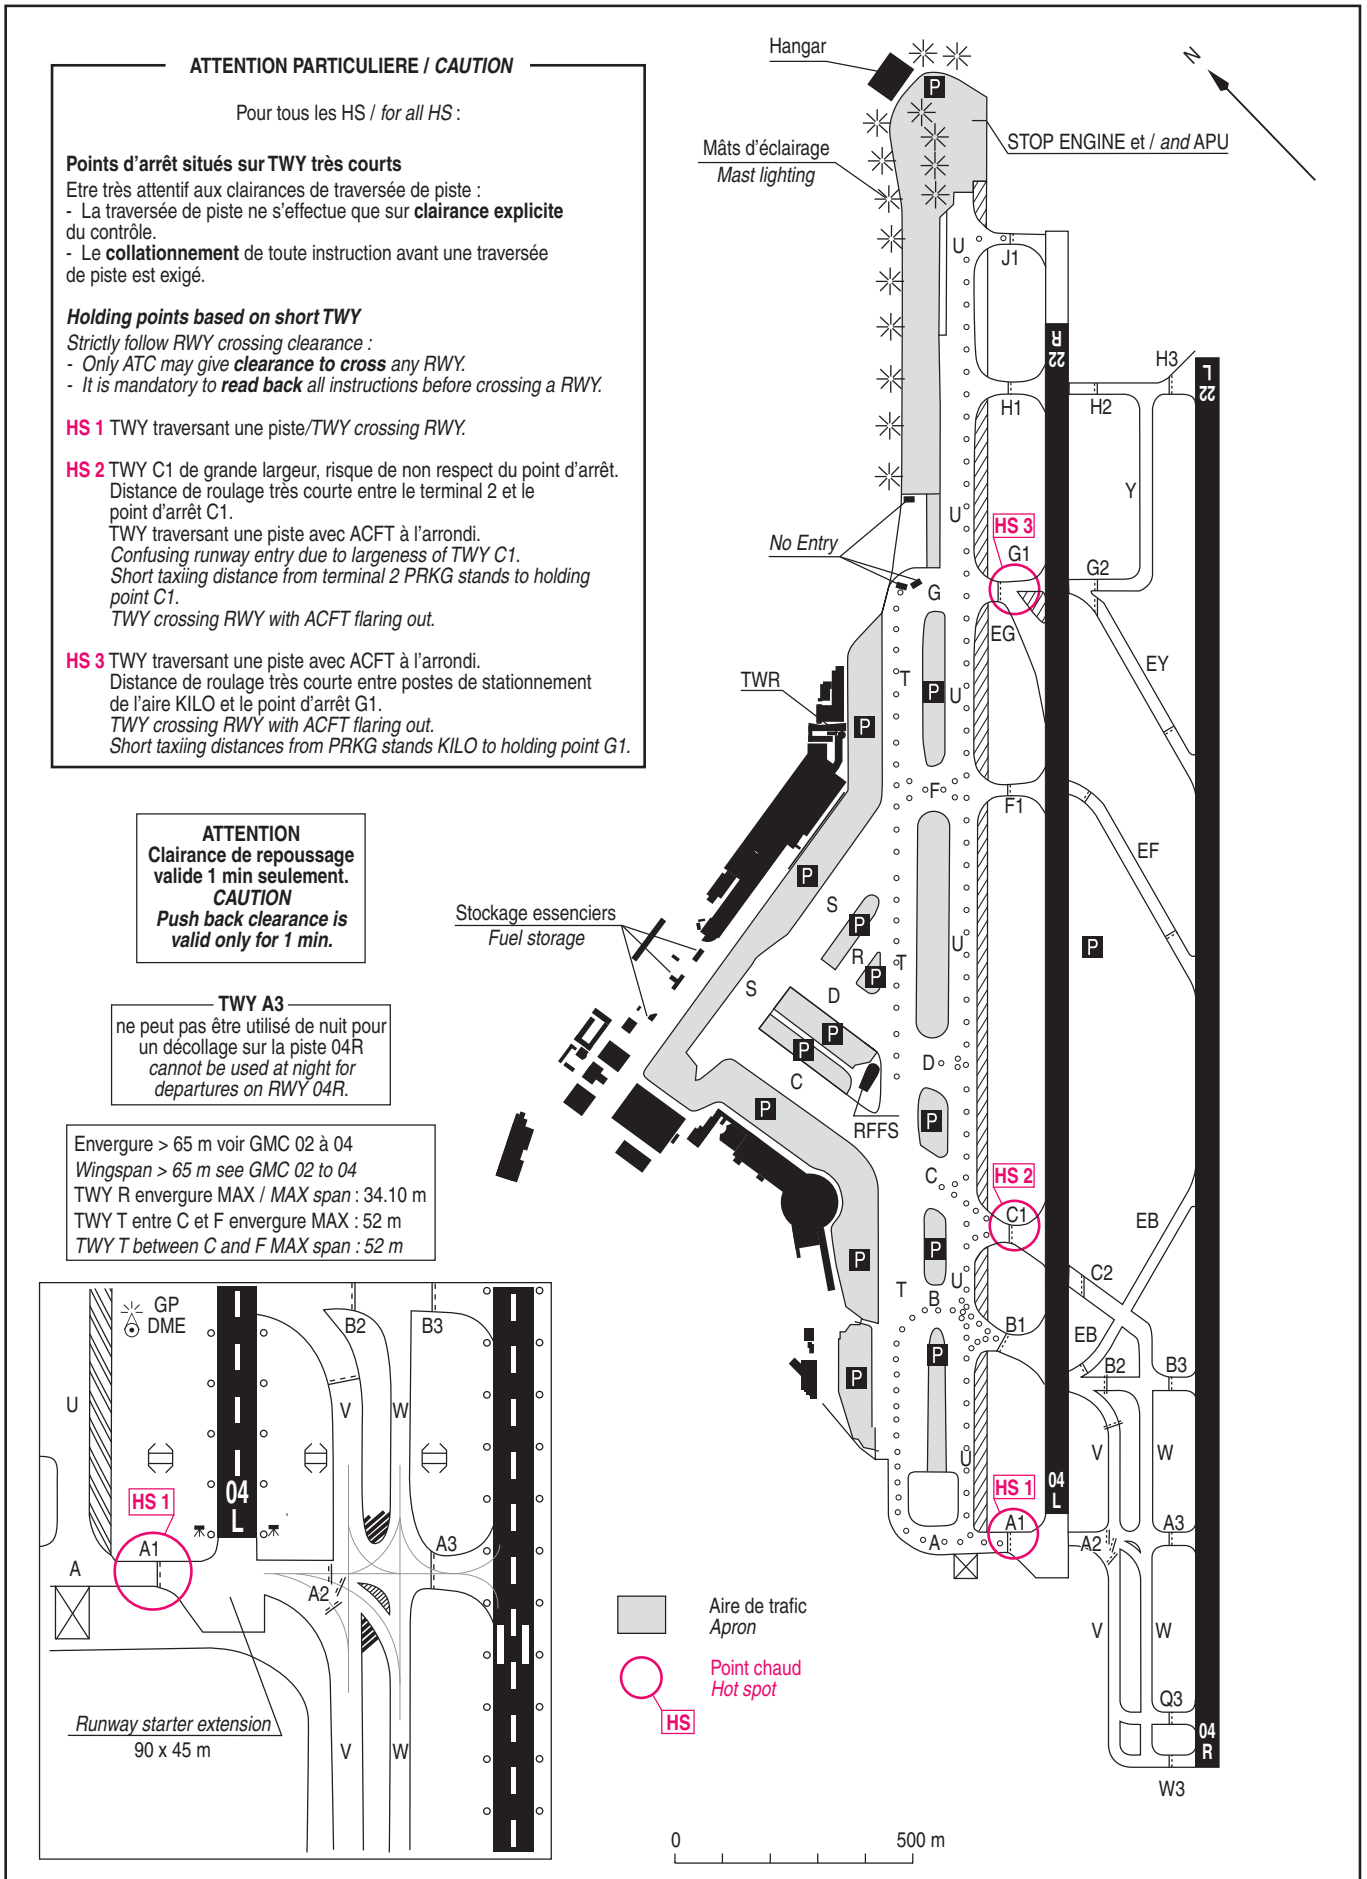 ATTENTION PARTICULIERE / CAUTION
Pour tous les HS / for all HS :
Points d'arrêt situés sur TWY très courts
Etre très attentif aux clairances de traversée de piste :
- La traversée de piste ne s'effectue que sur clairance explicite
du contrôle.
- Le collationnement de toute instruction avant une traversée
de piste est exigé.
Holding points based on short TWY
Strictly follow RWY crossing clearance :
- Only ATC may give clearance to cross any RWY.
- It is mandatory to read back all instructions before crossing a RWY.
HS 1 TWY traversant une piste/TWY crossing RWY.
HS 2 TWY C1 de grande largeur, risque de non respect du point d'arrêt.
Distance de roulage très courte entre le terminal 2 et le
point d'arrêt C1.
TWY traversant une piste avec ACFT à l'arrondi.
Confusing runway entry due to largeness of TWY C1.
Short taxiing distance from terminal 2 PRKG stands to holding
point C1.
TWY crossing RWY with ACFT flaring out.
HS 3 TWY traversant une piste avec ACFT à l'arrondi.
Distance de roulage très courte entre postes de stationnement
de l'aire KILO et le point d'arrêt G1.
TWY crossing RWY with ACFT flaring out.
Short taxiing distances from PRKG stands KILO to holding point G1.
ATTENTION
Clairance de repoussage
valide 1 min seulement.
CAUTION
Push back clearance is
valid only for 1 min.
TWY A3
ne peut pas être utilisé de nuit pour
un décollage sur la piste 04R
cannot be used at night for
departures on RWY 04R.
Envergure > 65 m voir GMC 02 à 04
Wingspan > 65 m see GMC 02 to 04
TWY R envergure MAX / MAX span : 34.10 m
TWY T entre C et F envergure MAX : 52 m
TWY T between C and F MAX span : 52 m
GP
DME
B2
B3
U
V
W
04
L
HS 1
A1
A
A2
A3
V
W
Runway starter extension
90 x 45 m
Hangar
P
N
STOP ENGINE et / and APU
Mâts d'éclairage
Mast lighting
U
J1
22
R
H3
22
L
H1
H2
Y
U
HS 3
No Entry
G1
G2
G
EG
EY
TWR
T
P
U
P
F
F1
EF
P
Stockage essenciers
Fuel storage
S
P
R
T
P
U
P
S
D
P
P
C
D
RFFS
P
P
C
HS 2
C1
EB
P
P
C2
T
U
B
B1
EB
P
B2
B3
P
U
V
W
HS 1
04
L
A
A1
A2
A3
V
W
Q3
04
R
W3
Aire de trafic
Apron
Point chaud
Hot spot
HS
0
500 m